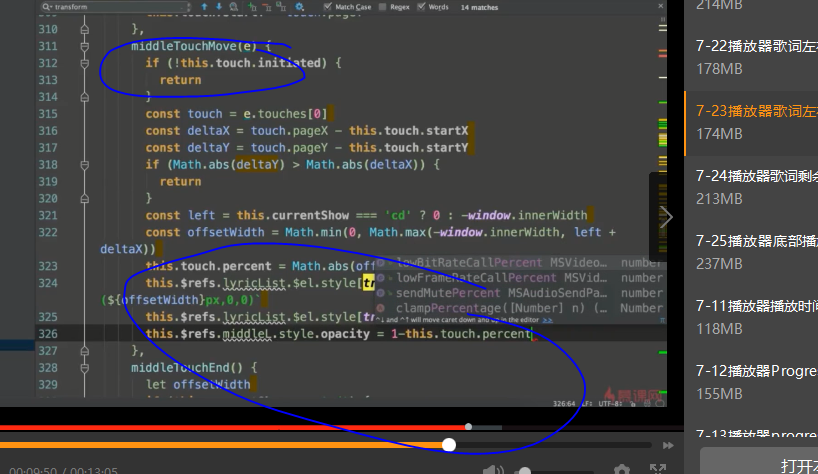 transform
Match Case
Regex
Words
14 matches
214MB
310 },
311 middleTouchMove(e) {
312 if (!this.touch.initiated) {
313 return
314 }
315 const touch = e.touches[0]
316 const deltaX = touch.pageX - this.touch.startX
317 const deltaY = touch.pageY - this.touch.startY
318 if (Math.abs(deltaY) > Math.abs(deltaX)) {
319 return
320 }
321 const left = this.currentShow === 'cd' ? 0 : -window.innerWidth
322 const offsetWidth = Math.min(0, Math.max(-window.innerWidth, left +
deltaX))
323 this.touch.percent = Math.abs(off
324 this.$refs.lyricList.$el.style[tr
(${offsetWidth}px,0,0)`
325 this.$refs.lyricList.$el.style[tr
326 this.$refs.middleL.style.opacity = 1-this.touch.percent
327 },
328 middleTouchEnd() {
329 let offsetWidth
lowBitRateCallPercent MSVideo... number
lowFrameRateCallPercent MSVideo... number
sendMutePercent MSAudioSendPa... number
clampPercentage([Number] n) (... Number
^↓ and ^↑ will move caret down and up in the editor >>
慕课网
326:64 LF: UTF-8:
00:09:50 / 00:13:05
7-22播放器歌词左
178MB
7-23播放器歌词左
174MB
7-24播放器歌词剩
213MB
7-25播放器底部播
237MB
7-11播放器播放时间
118MB
7-12播放器Progre
155MB
7-13播放器progr
打开